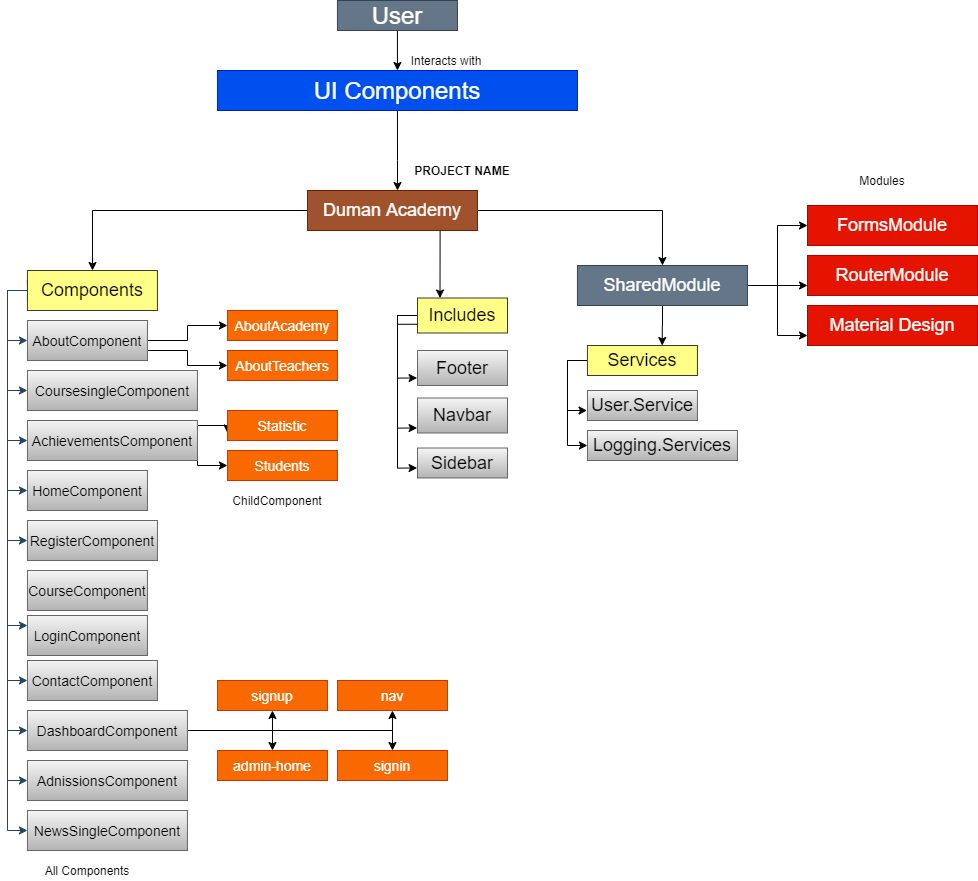 User
Interacts with
UI Components
PROJECT NAME
Duman Academy
Modules
FormsModule
RouterModule
Material Design
SharedModule
Components
Includes
AboutComponent
AboutAcademy
AboutTeachers
CoursesingleComponent
AchievementsComponent
Statistic
Students
ChildComponent
HomeComponent
RegisterComponent
CourseComponent
LoginComponent
ContactComponent
DashboardComponent
signup
nav
admin-home
signin
AdnissionsComponent
NewsSingleComponent
All Components
Footer
Navbar
Sidebar
Services
User.Service
Logging.Services